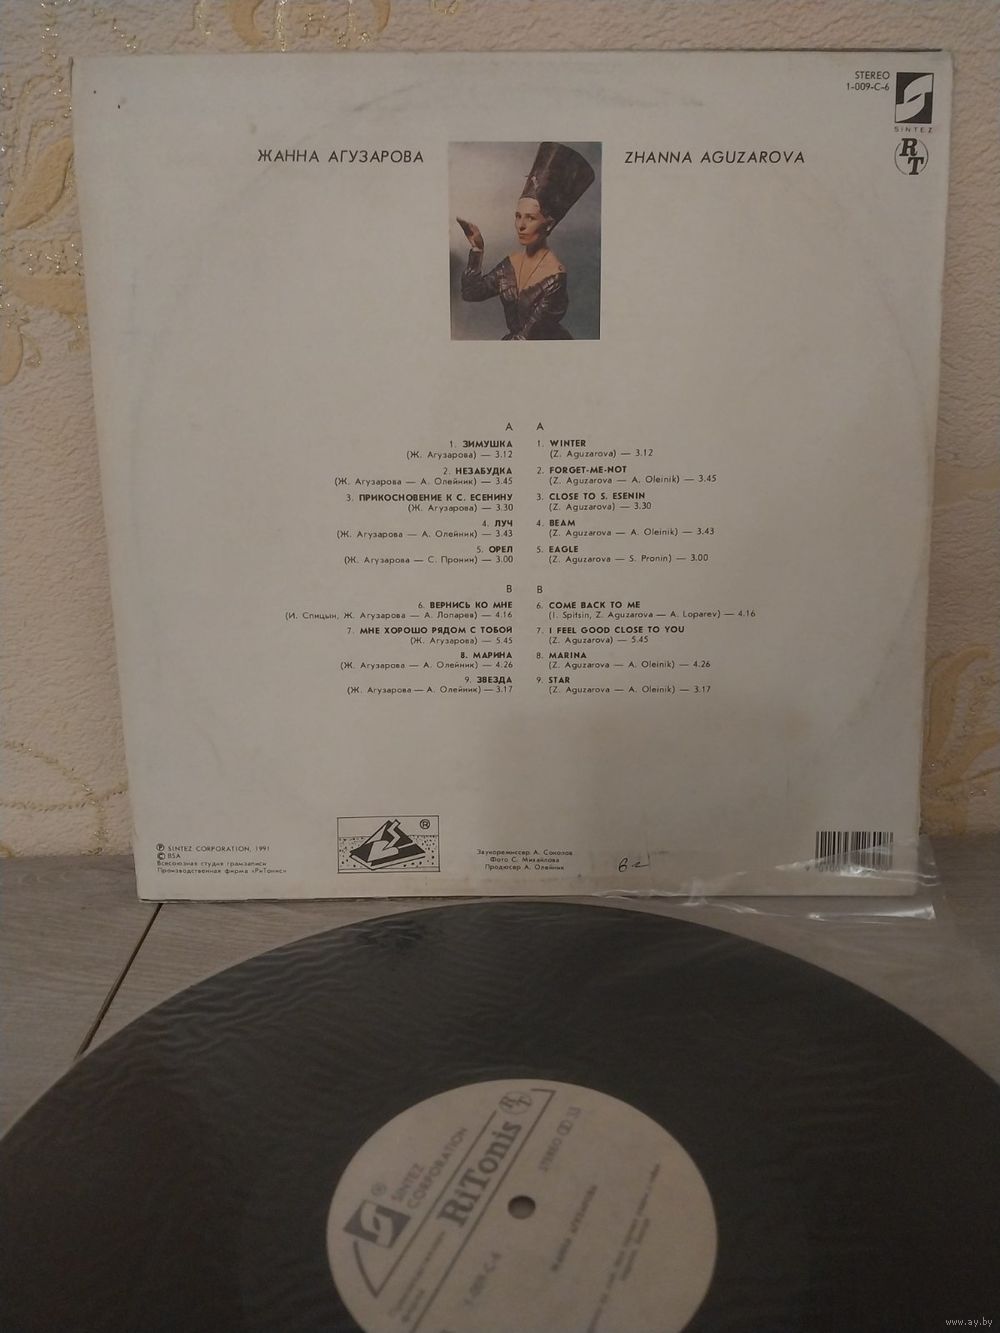 STEREO
1-009-C-6
SINTEZ
RT
ЖАННА АГУЗАРОВА
ZHANNA AGUZAROVA
А
1. ЗИМУШКА
(Ж. Агузарова) — 3.12
2. НЕЗАБУДКА
(Ж. Агузарова — А. Олейник) — 3.45
3. ПРИКОСНОВЕНИЕ К С. ЕСЕНИНУ
(Ж. Агузарова) — 3.30
4. ЛУЧ
(Ж. Агузарова — А. Олейник) — 3.43
5. ОРЕЛ
(Ж. Агузарова — С. Пронин) — 3.00
В
6. ВЕРНИСЬ КО МНЕ
(И. Спицын, Ж. Агузарова — А. Лопарев) — 4.16
7. МНЕ ХОРОШО РЯДОМ С ТОБОЙ
(Ж. Агузарова) — 5.45
8. МАРИНА
(Ж. Агузарова — А. Олейник) — 4.26
9. ЗВЕЗДА
(Ж. Агузарова — А. Олейник) — 3.17
A
1. WINTER
(Z. Aguzarova) — 3.12
2. FORGET-ME-NOT
(Z. Aguzarova — A. Oleinik) — 3.45
3. CLOSE TO S. ESENIN
(Z. Aguzarova) — 3.30
4. BEAM
(Z. Aguzarova — A. Oleinik) — 3.43
5. EAGLE
(Z. Aguzarova — S. Pronin) — 3.00
B
6. COME BACK TO ME
(I. Spitsin, Z. Aguzarova — A. Loparev) — 4.16
7. I FEEL GOOD CLOSE TO YOU
(Z. Aguzarova) — 5.45
8. MARINA
(Z. Aguzarova — A. Oleinik) — 4.26
9. STAR
(Z. Aguzarova — A. Oleinik) — 3.17
Ⓟ SINTEZ CORPORATION, 1991
© BSA
Всесоюзная студия грамзаписи
Производственная фирма «РиТонис»
®
Звукорежиссер А. Соколов
Фото С. Михайлова
Продюсер А. Олейник
SINTEZ
CORPORATION
RiTonis
RT
STEREO 33
1-009-C-6
www.ay.by